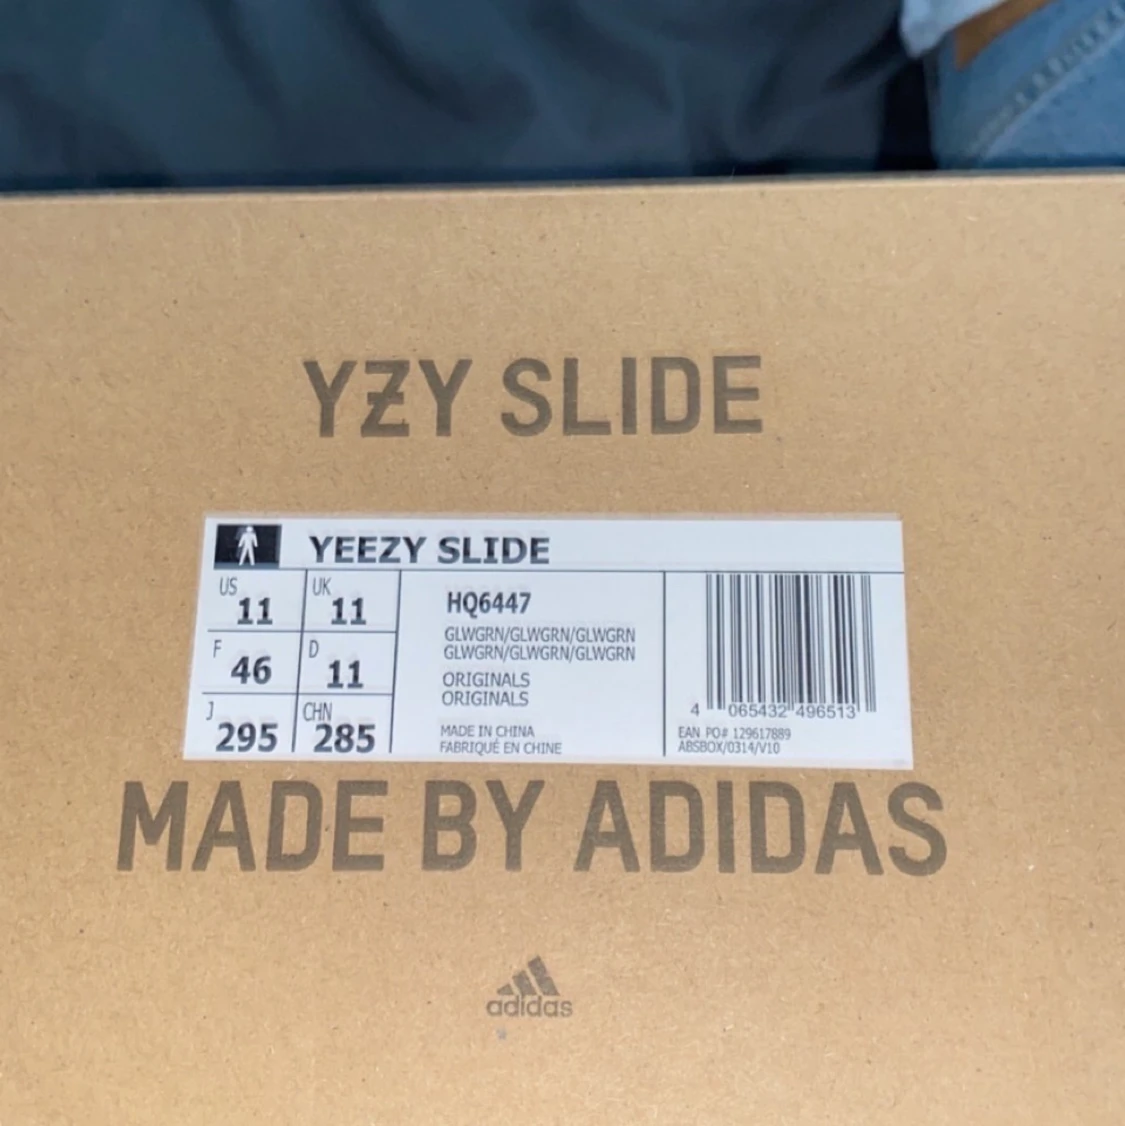 YZY SLIDE
YEEZY SLIDE
US 11 UK 11
F 46 D 11
J 295 CHN 285
HQ6447
GLWGRN/GLWGRN/GLWGRN
GLWGRN/GLWGRN/GLWGRN
ORIGINALS
ORIGINALS
MADE IN CHINA
FABRIQUÉ EN CHINE
4 065432 496513
EAN PO# 129617889
ABSBOX/0314/V10
MADE BY ADIDAS
adidas